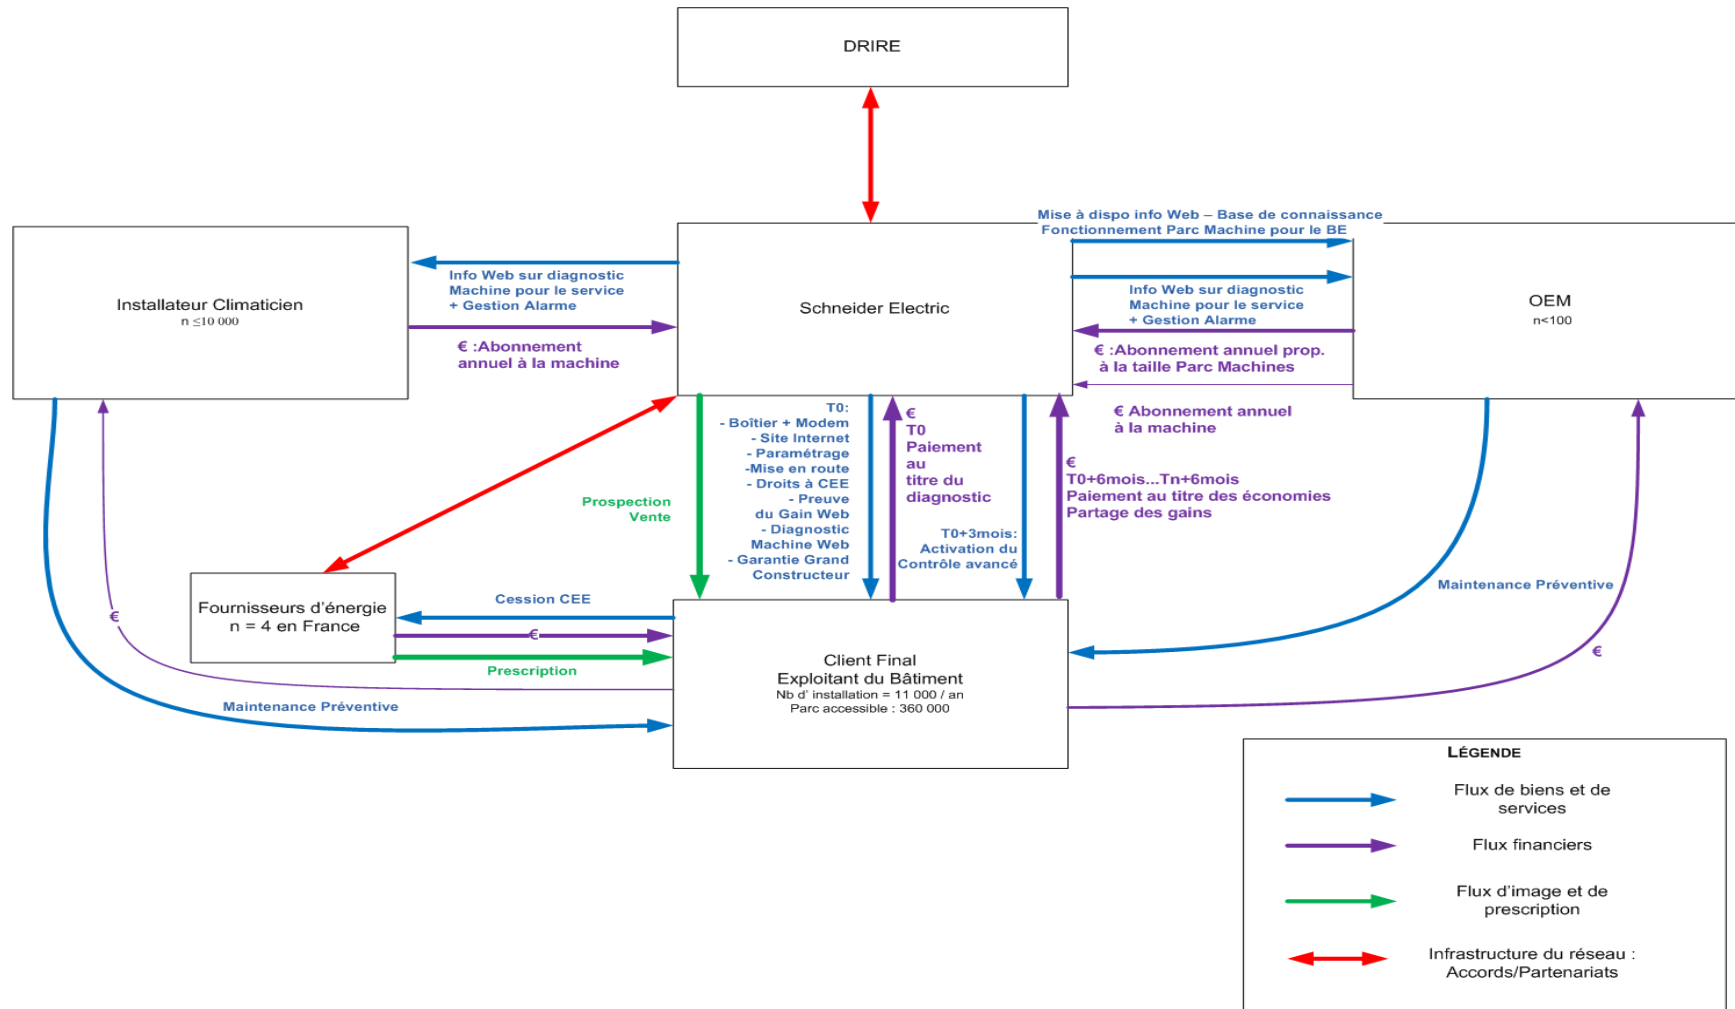 DRIRE
Mise à dispo info Web – Base de connaissance
Fonctionnement Parc Machine pour le BE
Installateur Climaticien
n ≤10 000
Info Web sur diagnostic
Machine pour le service
+ Gestion Alarme
€ :Abonnement
annuel à la machine
Schneider Electric
Info Web sur diagnostic
Machine pour le service
+ Gestion Alarme
€ :Abonnement annuel prop.
à la taille Parc Machines
€ Abonnement annuel
à la machine
OEM
n<100
Prospection
Vente
T0:
- Boîtier + Modem
- Site Internet
- Paramétrage
-Mise en route
- Droits à CEE
- Preuve
du Gain Web
- Diagnostic
Machine Web
- Garantie Grand
Constructeur
€
T0
Paiement
au
titre du
diagnostic
T0+3mois:
Activation du
Contrôle avancé
€
T0+6mois...Tn+6mois
Paiement au titre des économies
Partage des gains
Maintenance Préventive
€
Fournisseurs d'énergie
n = 4 en France
Cession CEE
€
Prescription
€
Maintenance Préventive
Client Final
Exploitant du Bâtiment
Nb d' installation = 11 000 / an
Parc accessible : 360 000
LÉGENDE
Flux de biens et de
services
Flux financiers
Flux d'image et de
prescription
Infrastructure du réseau :
Accords/Partenariats